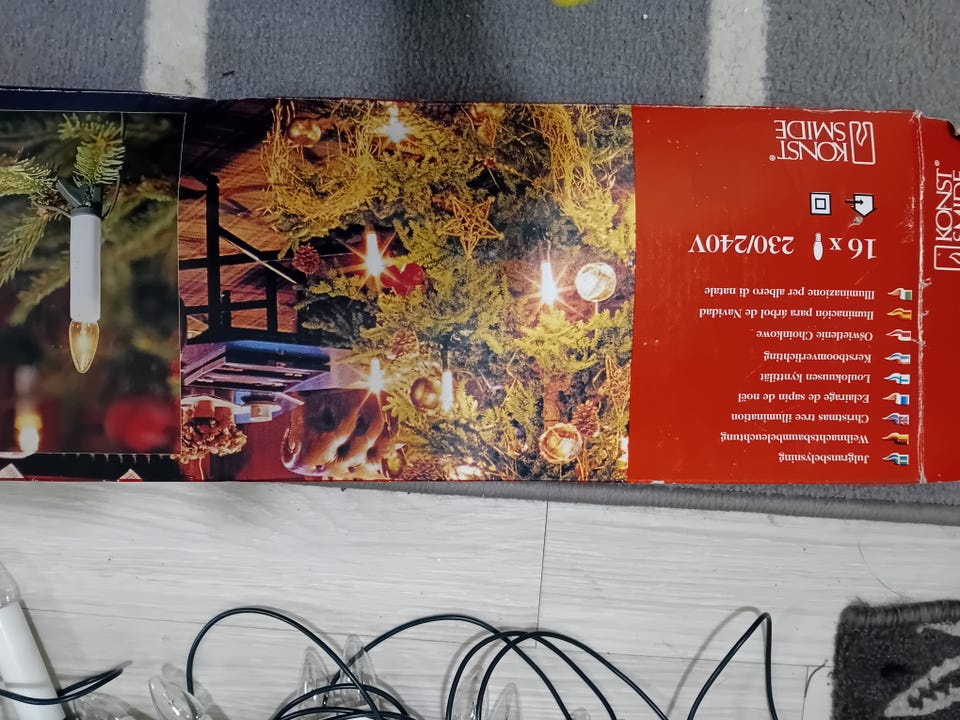 KONST
SMIDE®
16 x 230/240V
Julgransbelysning
Weihnachtsbaumbeleuchtung
Christmas tree illumination
Eclairage de sapin de noël
Loulokuusen kynttilät
Kerstboomverlichting
Oświetlenie Choinkowe
Iluminación para árbol de Navidad
Illuminazione per albero di natale
KONST
SMIDE®